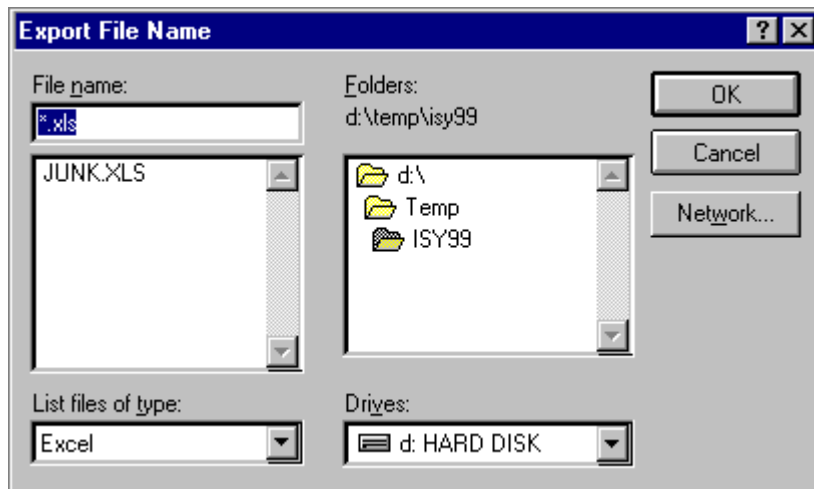 Export File Name
File name:
*.xls
JUNK.XLS
List files of type:
Excel
Folders:
d:\temp\isy99
d:\
Temp
ISY99
Drives:
d: HARD DISK
OK
Cancel
Network...